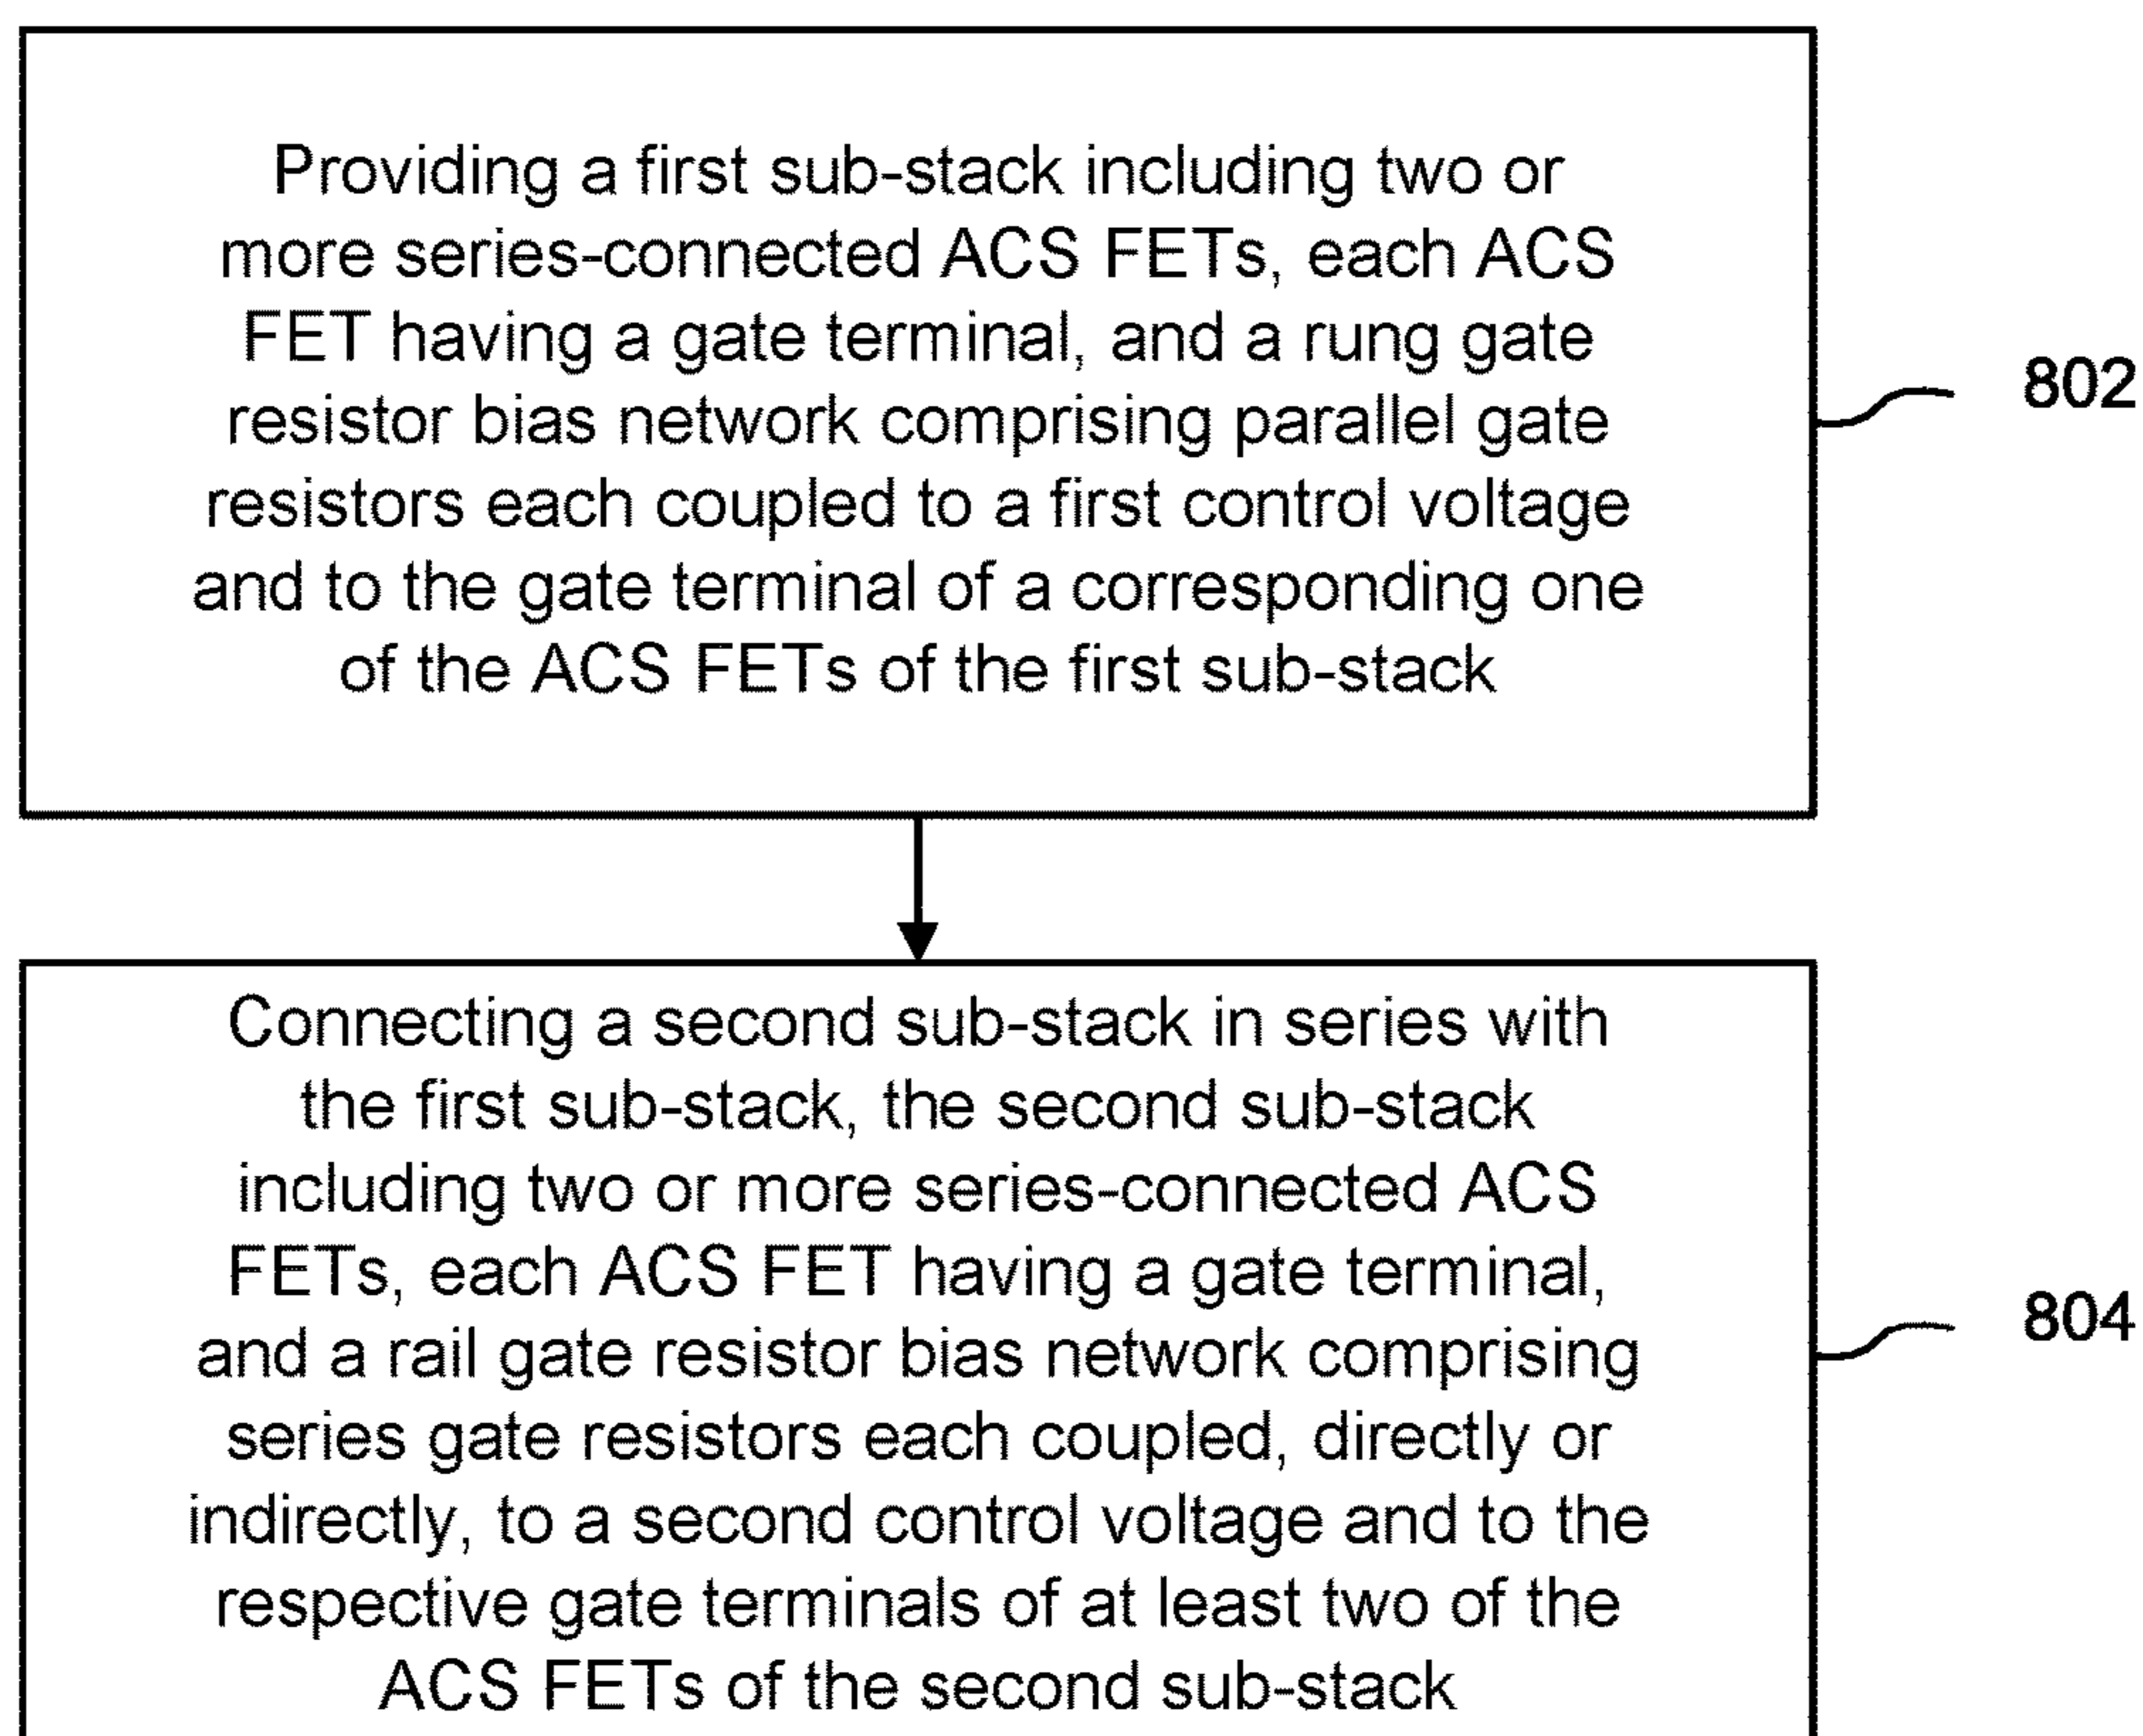 Providing a first sub-stack including two or
more series-connected ACS FETs, each ACS
FET having a gate terminal, and a rung gate
resistor bias network comprising parallel gate
resistors each coupled to a first control voltage
and to the gate terminal of a corresponding one
of the ACS FETs of the first sub-stack
802
Connecting a second sub-stack in series with
the first sub-stack, the second sub-stack
including two or more series-connected ACS
FETs, each ACS FET having a gate terminal,
and a rail gate resistor bias network comprising
series gate resistors each coupled, directly or
indirectly, to a second control voltage and to the
respective gate terminals of at least two of the
ACS FETs of the second sub-stack
804